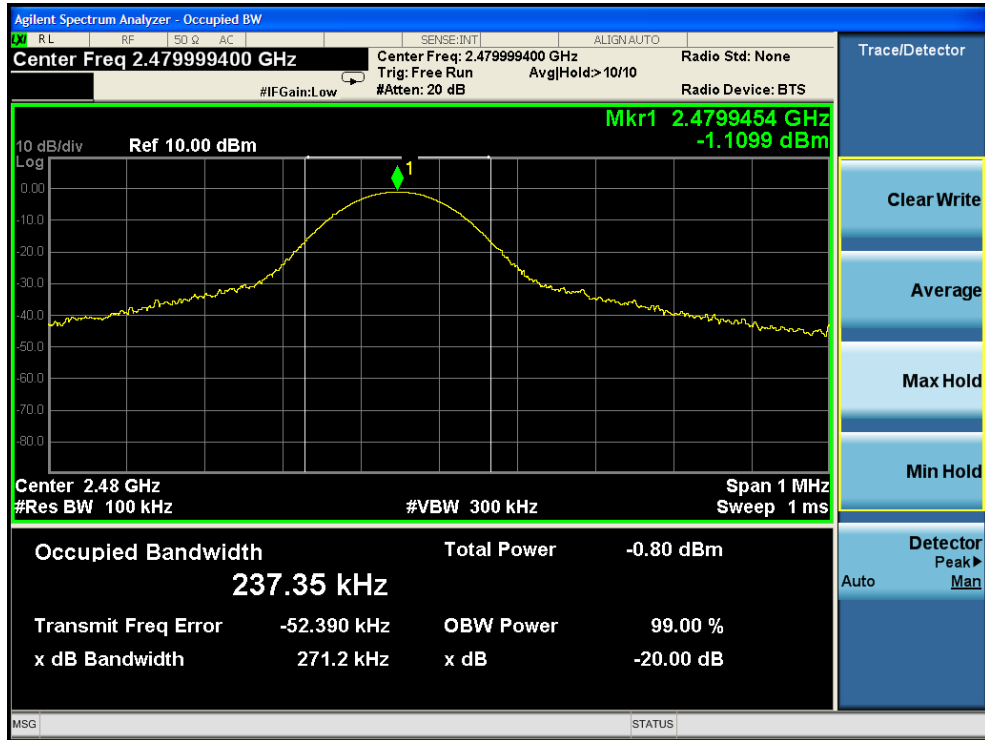 Agilent Spectrum Analyzer - Occupied BW
LXI RL RF 50 Ω AC SENSE:INT ALIGNAUTO
Center Freq 2.479999400 GHz
Center Freq: 2.479999400 GHz Radio Std: None
Trig: Free Run Avg|Hold:>10/10
#IFGain:Low #Atten: 20 dB Radio Device: BTS
Mkr1 2.4799454 GHz
-1.1099 dBm
10 dB/div Ref 10.00 dBm
Log
1
0.00
-10.0
-20.0
-30.0
-40.0
-50.0
-60.0
-70.0
-80.0
Center 2.48 GHz Span 1 MHz
#Res BW 100 kHz #VBW 300 kHz Sweep 1 ms
Occupied Bandwidth Total Power -0.80 dBm
237.35 kHz
Transmit Freq Error -52.390 kHz OBW Power 99.00 %
x dB Bandwidth 271.2 kHz x dB -20.00 dB
Trace/Detector
Clear Write
Average
Max Hold
Min Hold
Detector
Peak▶
Auto Man
MSG STATUS